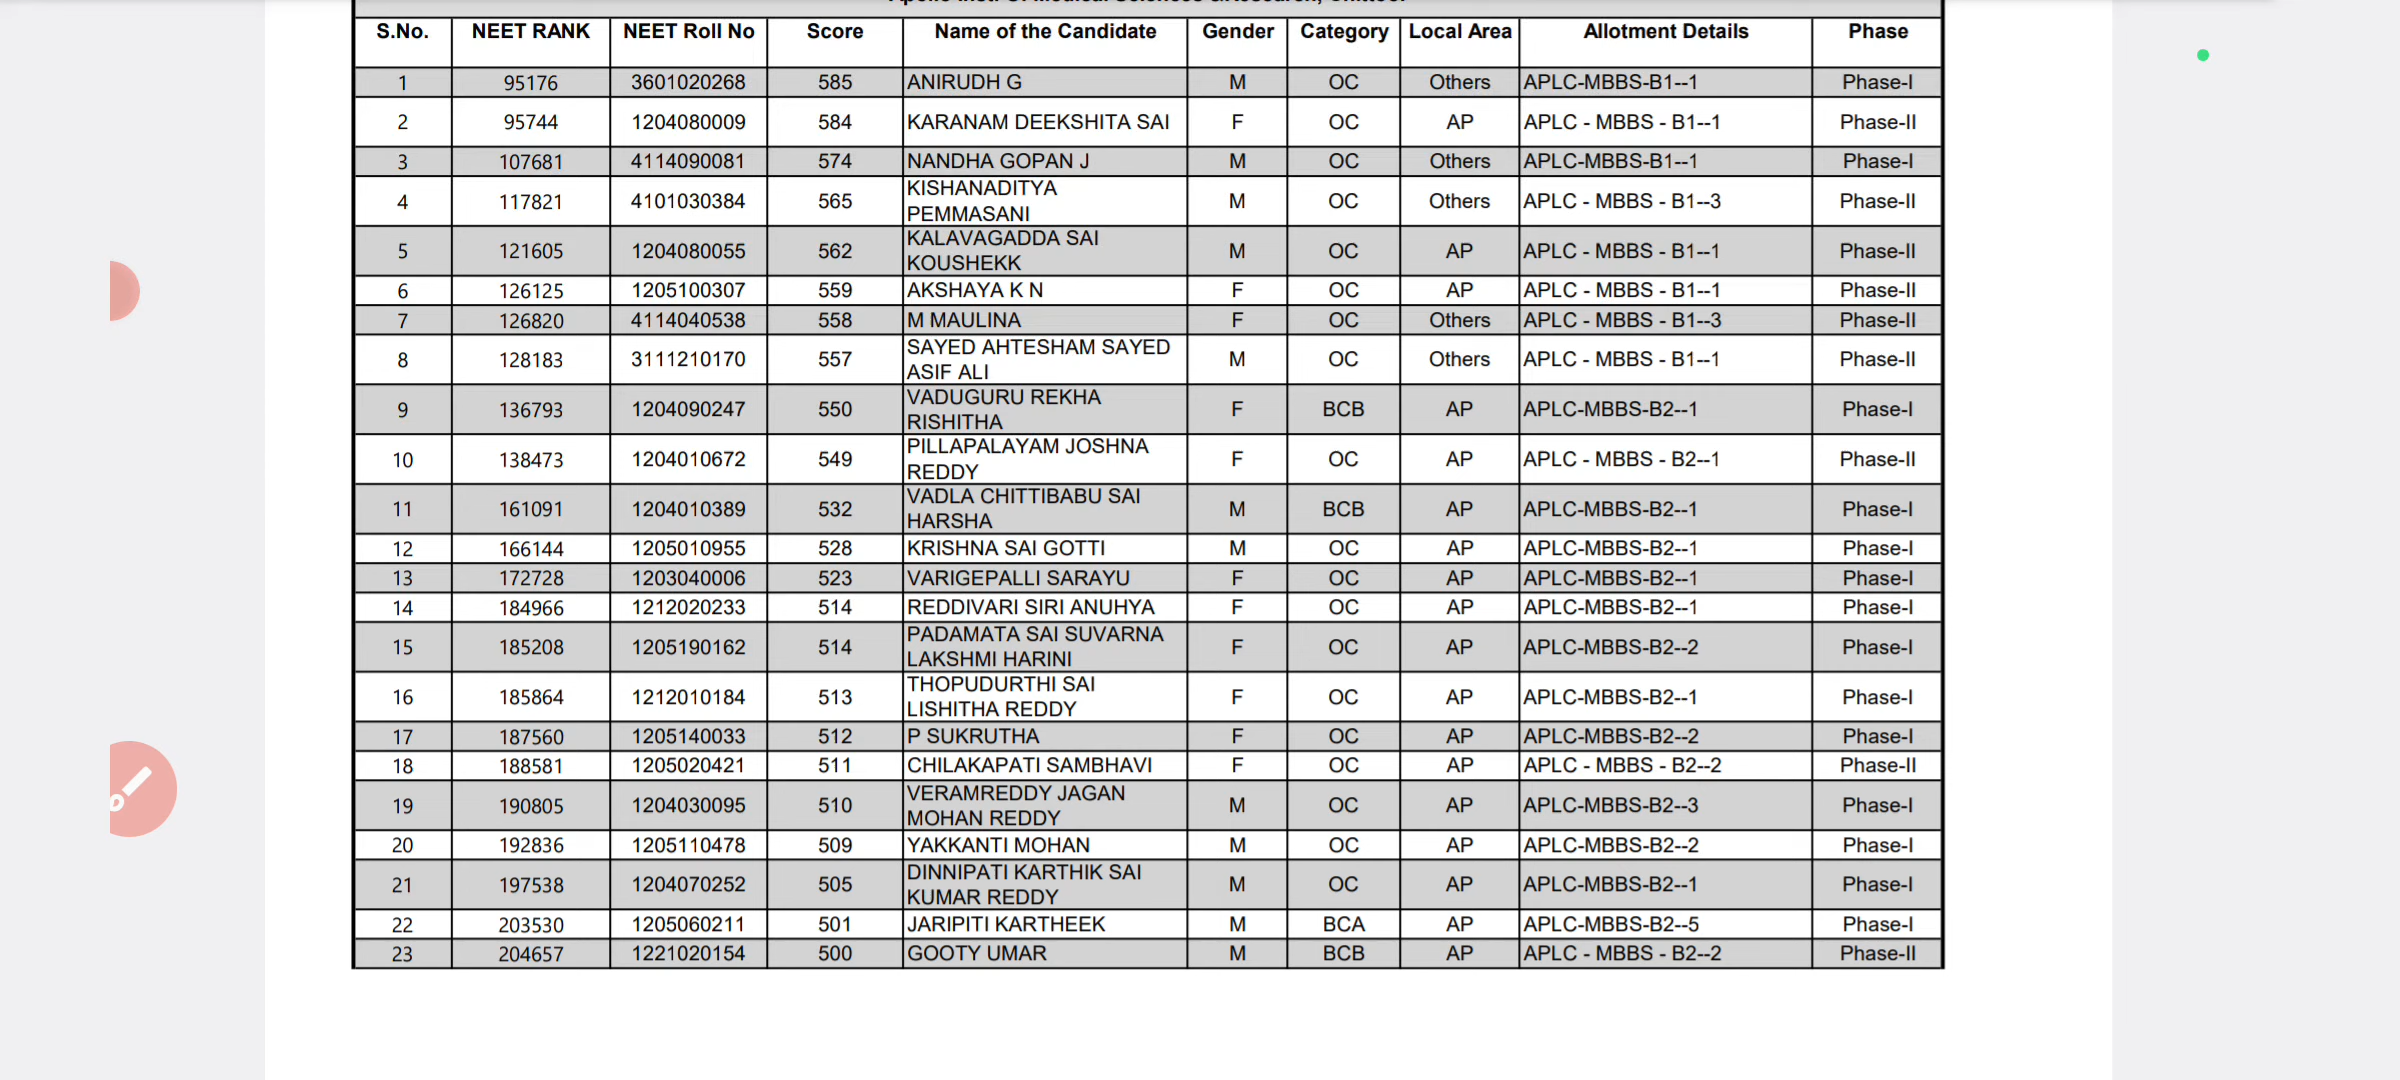 S.No. NEET RANK NEET Roll No Score Name of the Candidate Gender Category Local Area Allotment Details Phase
1 95176 3601020268 585 ANIRUDH G M OC Others APLC-MBBS-B1--1 Phase-I
2 95744 1204080009 584 KARANAM DEEKSHITA SAI F OC AP APLC - MBBS - B1--1 Phase-II
3 107681 4114090081 574 NANDHA GOPAN J M OC Others APLC-MBBS-B1--1 Phase-I
4 117821 4101030384 565 KISHANADITYA PEMMASANI M OC Others APLC - MBBS - B1--3 Phase-II
5 121605 1204080055 562 KALAVAGADDA SAI KOUSHEKK M OC AP APLC - MBBS - B1--1 Phase-II
6 126125 1205100307 559 AKSHAYA K N F OC AP APLC - MBBS - B1--1 Phase-II
7 126820 4114040538 558 M MAULINA F OC Others APLC - MBBS - B1--3 Phase-II
8 128183 3111210170 557 SAYED AHTESHAM SAYED ASIF ALI M OC Others APLC - MBBS - B1--1 Phase-II
9 136793 1204090247 550 VADUGURU REKHA RISHITHA F BCB AP APLC-MBBS-B2--1 Phase-I
10 138473 1204010672 549 PILLAPALAYAM JOSHNA REDDY F OC AP APLC - MBBS - B2--1 Phase-II
11 161091 1204010389 532 VADLA CHITTIBABU SAI HARSHA M BCB AP APLC-MBBS-B2--1 Phase-I
12 166144 1205010955 528 KRISHNA SAI GOTTI M OC AP APLC-MBBS-B2--1 Phase-I
13 172728 1203040006 523 VARIGEPALLI SARAYU F OC AP APLC-MBBS-B2--1 Phase-I
14 184966 1212020233 514 REDDIVARI SIRI ANUHYA F OC AP APLC-MBBS-B2--1 Phase-I
15 185208 1205190162 514 PADAMATA SAI SUVARNA LAKSHMI HARINI F OC AP APLC-MBBS-B2--2 Phase-I
16 185864 1212010184 513 THOPUDURTHI SAI LISHITHA REDDY F OC AP APLC-MBBS-B2--1 Phase-I
17 187560 1205140033 512 P SUKRUTHA F OC AP APLC-MBBS-B2--2 Phase-I
18 188581 1205020421 511 CHILAKAPATI SAMBHAVI F OC AP APLC - MBBS - B2--2 Phase-II
19 190805 1204030095 510 VERAMREDDY JAGAN MOHAN REDDY M OC AP APLC-MBBS-B2--3 Phase-I
20 192836 1205110478 509 YAKKANTI MOHAN M OC AP APLC-MBBS-B2--2 Phase-I
21 197538 1204070252 505 DINNIPATI KARTHIK SAI KUMAR REDDY M OC AP APLC-MBBS-B2--1 Phase-I
22 203530 1205060211 501 JARIPITI KARTHEEK M BCA AP APLC-MBBS-B2--5 Phase-I
23 204657 1221020154 500 GOOTY UMAR M BCB AP APLC - MBBS - B2--2 Phase-II